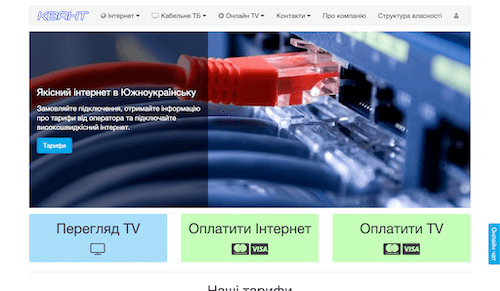 КВАНТ
Інтернет Кабельне ТБ Онлайн TV Контакти Про компанію Структура власності
Якісний інтернет в Южноукраїнську
Замовляйте підключення, отримайте інформацію
про тарифи від оператора та підключайте
високошвидкісний інтернет.
Тарифи
Перегляд TV
Оплатити Інтернет
VISA
Оплатити TV
VISA
Онлайн чат
Наші тарифи